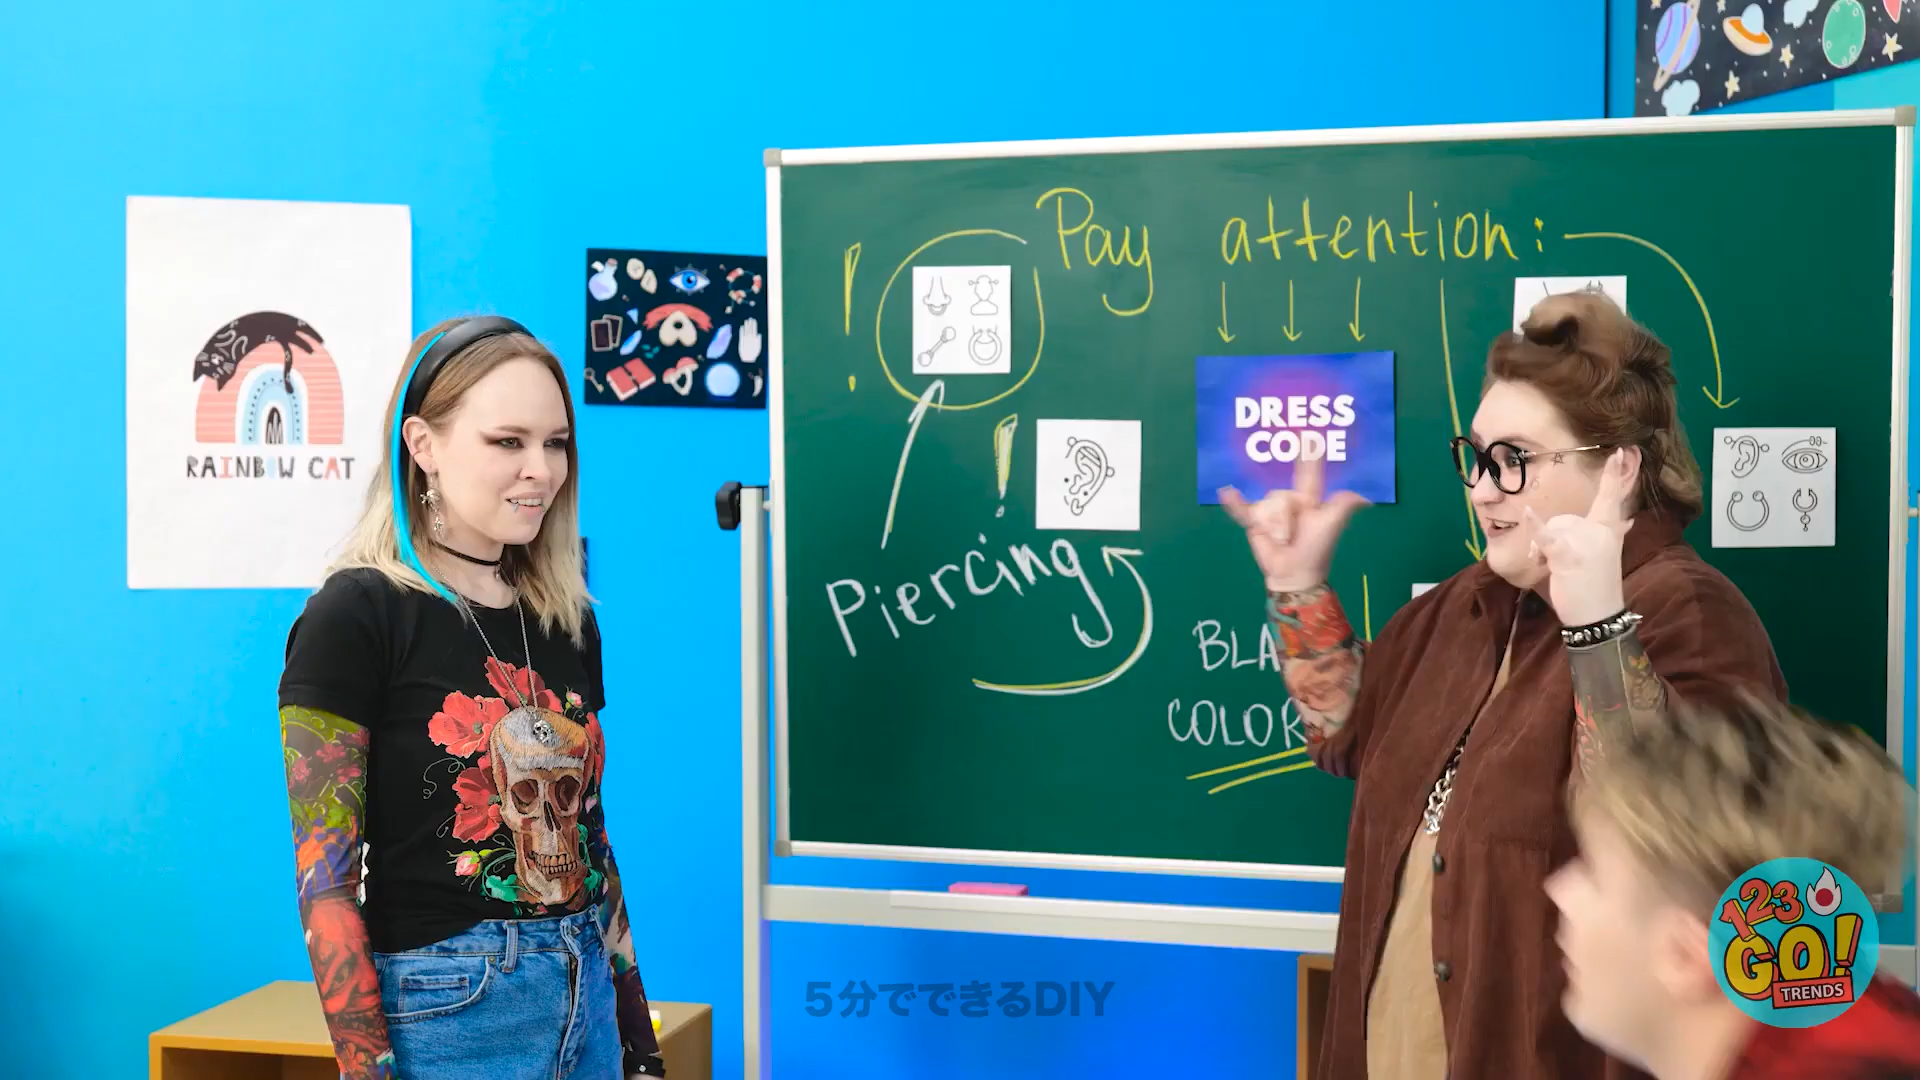 Pay attention:
DRESS
CODE
RAINBOW CAT
Piercing
COLOR
5分でできるDIY
123
GO!
TRENDS